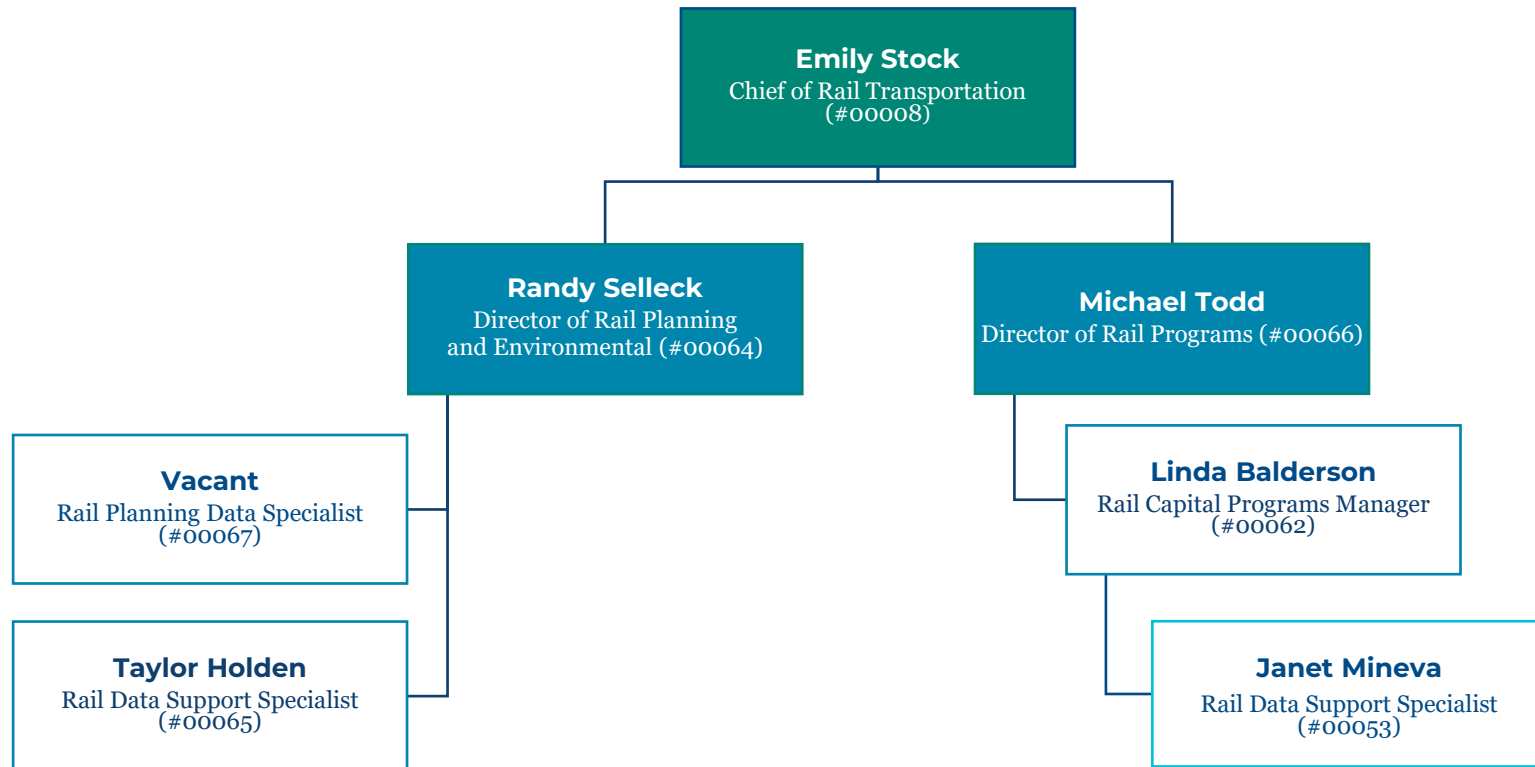 Emily Stock
Chief of Rail Transportation
(#00008)
Randy Selleck
Director of Rail Planning
and Environmental (#00064)
Michael Todd
Director of Rail Programs (#00066)
Vacant
Rail Planning Data Specialist
(#00067)
Linda Balderson
Rail Capital Programs Manager
(#00062)
Taylor Holden
Rail Data Support Specialist
(#00065)
Janet Mineva
Rail Data Support Specialist
(#00053)